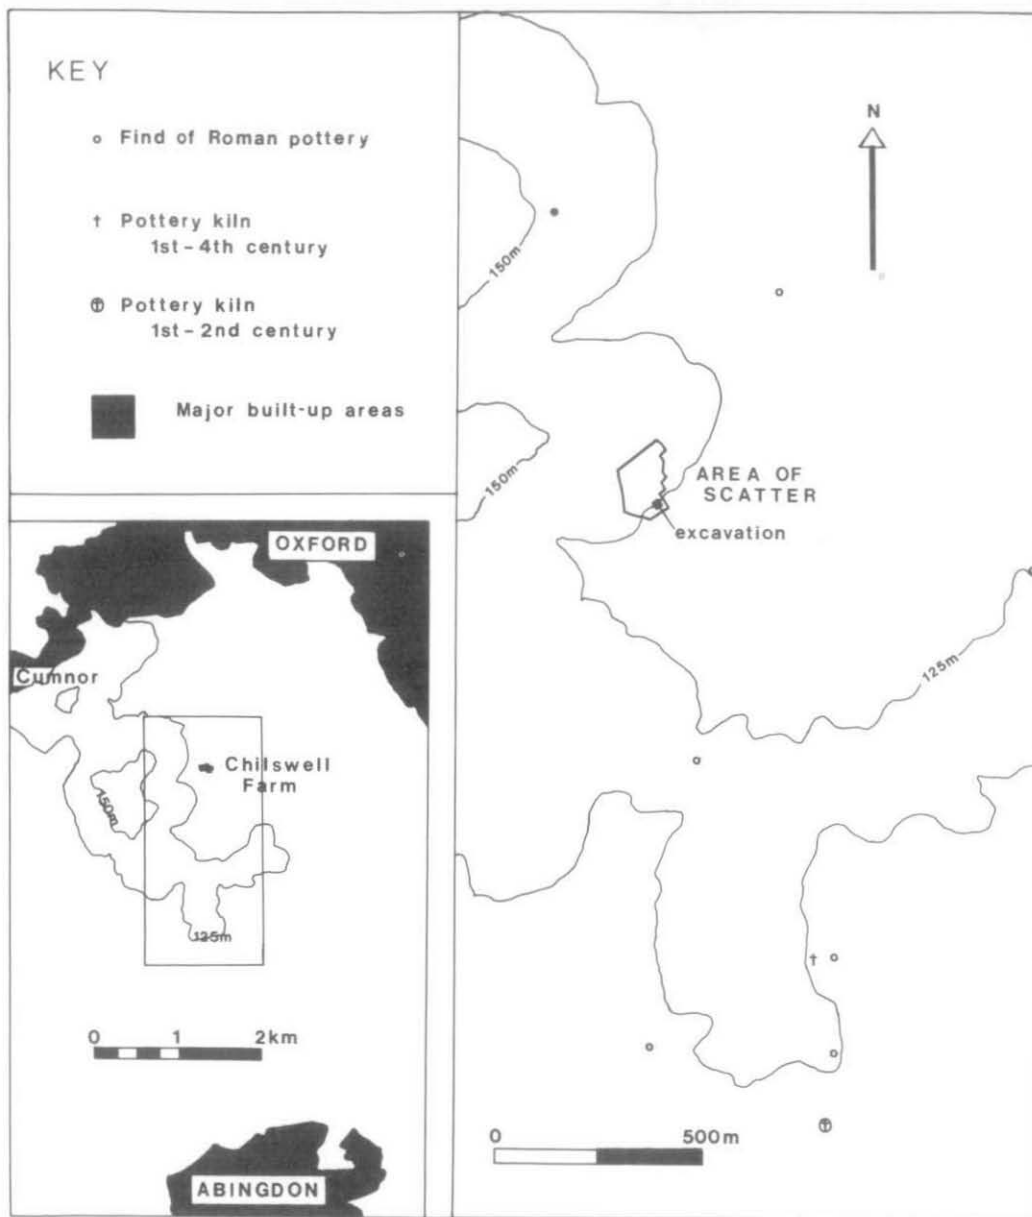 KEY
Find of Roman pottery
† Pottery kiln
1st-4th century
Pottery kiln
1st-2nd century
Major built-up areas
OXFORD
Cumnor
Chilswell
Farm
150m
125m
0 1 2km
ABINGDON
N
150m
150m
AREA OF
SCATTER
excavation
125m
†
0 500m